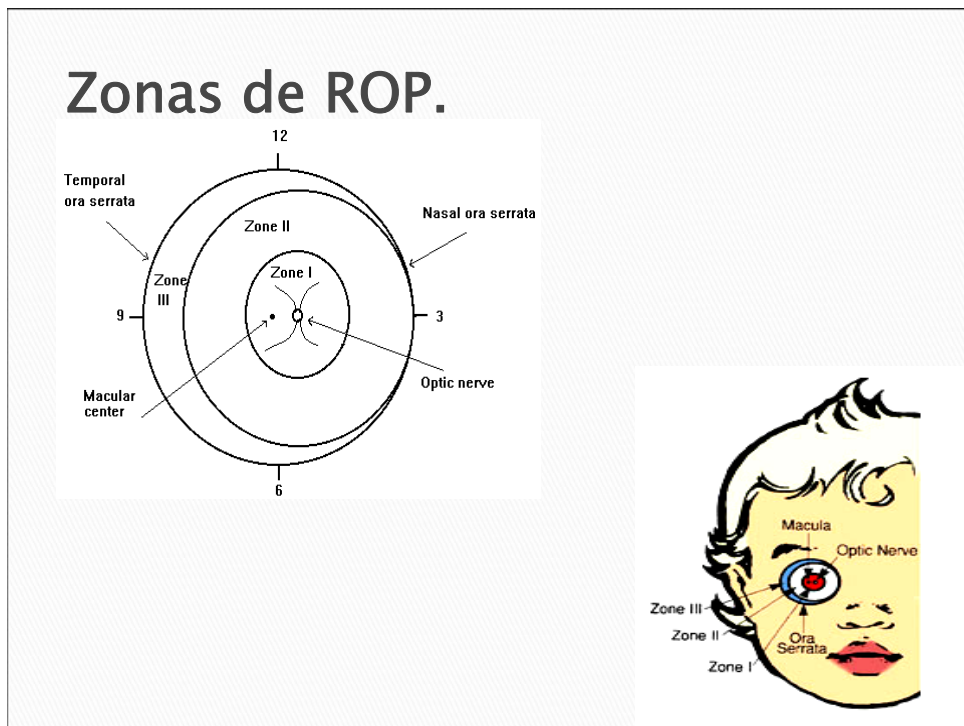 Zonas de ROP.
12
Temporal
ora serrata
Nasal ora serrata
Zone II
Zone I
Zone
III
9
3
Optic nerve
Macular
center
6
Macula
Optic Nerve
Zone III
Zone II
Ora
Serrata
Zone I